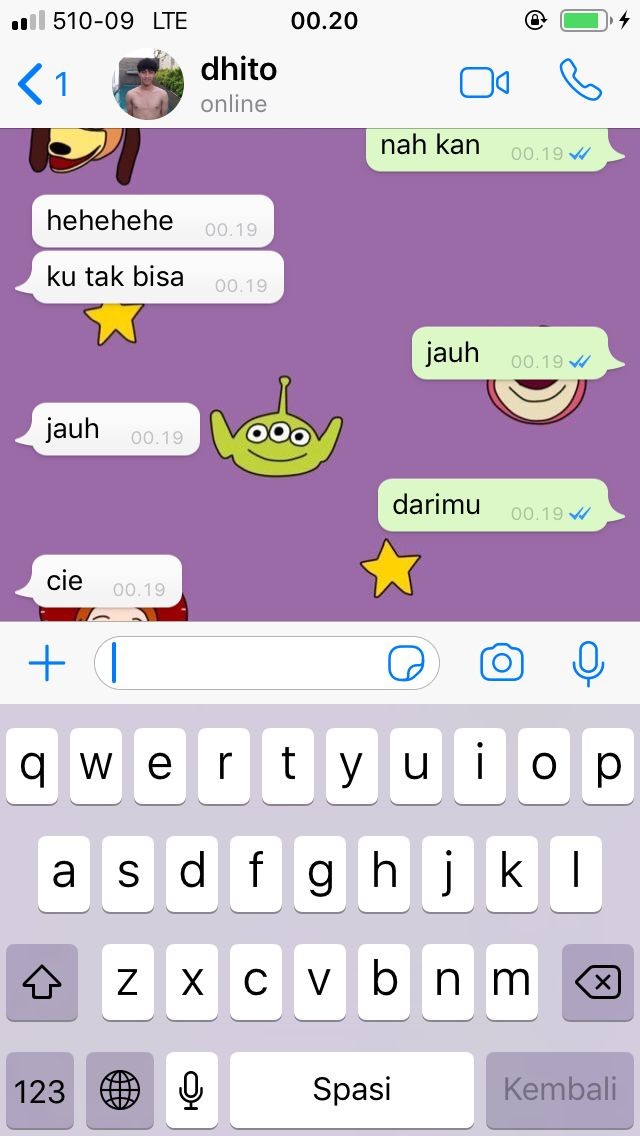 510-09 LTE 00.20
1 dhito
online
nah kan 00.19
hehehehe 00.19
ku tak bisa 00.19
jauh 00.19
jauh 00.19
darimu 00.19
cie 00.19
q w e r t y u i o p
a s d f g h j k l
z x c v b n m
123 Spasi Kembali